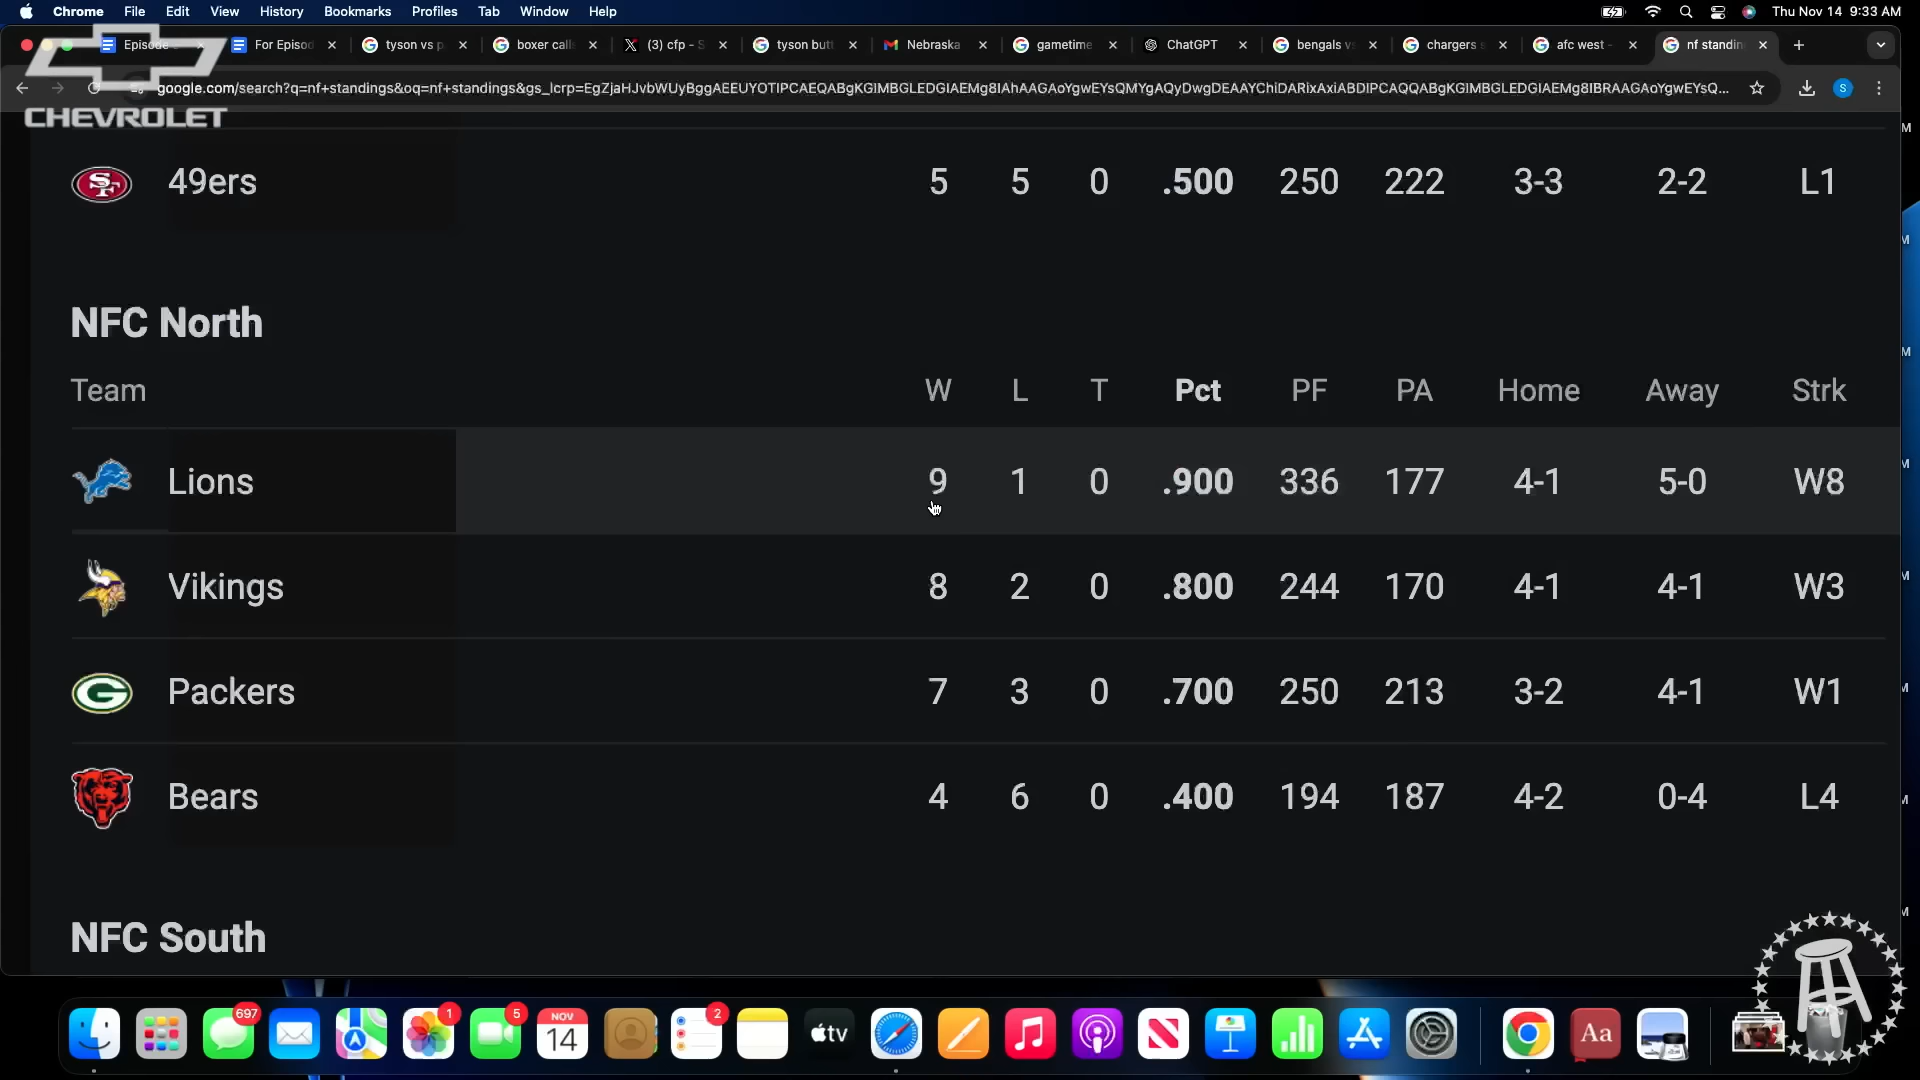 Chrome File Edit View History Bookmarks Profiles Tab Window Help Thu Nov 14 9:33 AM
Episode For Episod tyson vs p boxer call (3) cfp - S tyson butt Nebraska gametime ChatGPT bengals vs chargers s afc west - nf standin
CHEVROLET
49ers 5 5 0 .500 250 222 3-3 2-2 L1
NFC North
Team W L T Pct PF PA Home Away Strk
Lions 9 1 0 .900 336 177 4-1 5-0 W8
Vikings 8 2 0 .800 244 170 4-1 4-1 W3
Packers 7 3 0 .700 250 213 3-2 4-1 W1
Bears 4 6 0 .400 194 187 4-2 0-4 L4
NFC South
697 1 5 NOV 14 2 tv Aa